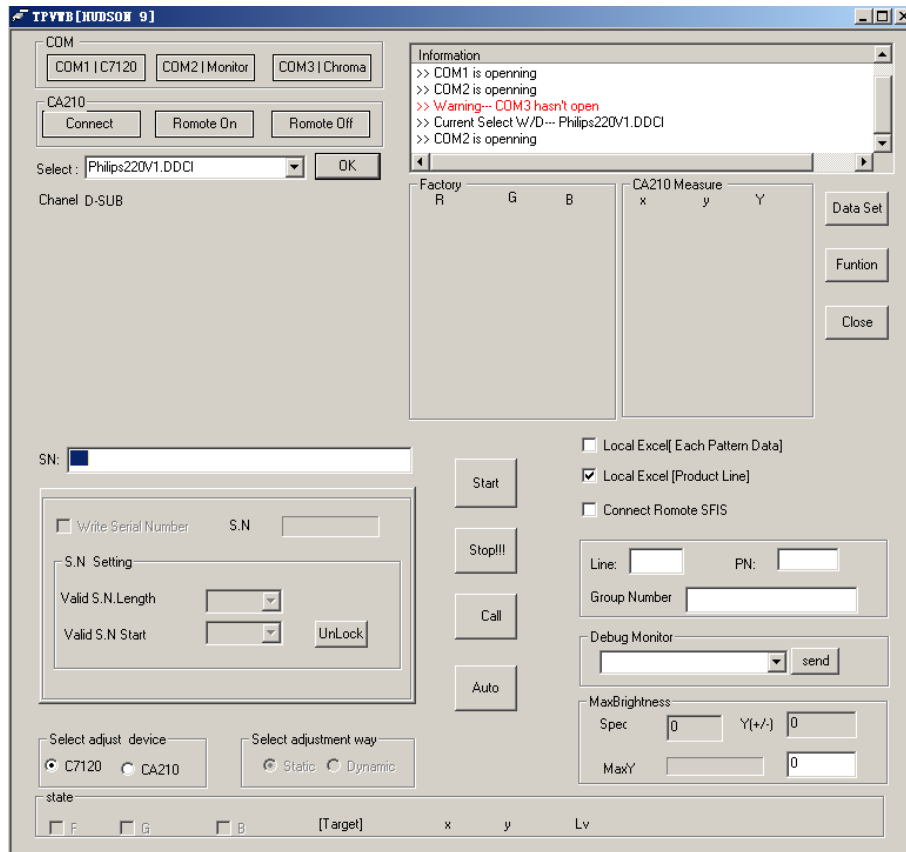 TPVWB[HUDSON 9]
COM
COM1 | C7120 COM2 | Monitor COM3 | Chroma
CA210
Connect Romote On Romote Off
Select : Philips220V1.DDCI OK
Chanel D-SUB
Information
>> COM1 is openning
>> COM2 is openning
>> Warning--- COM3 hasn't open
>> Current Select W/D--- Philips220V1.DDCI
>> COM2 is openning
Factory
R G B
CA210 Measure
x y Y
Data Set
Funtion
Close
SN:
Write Serial Number S.N
S.N Setting
Valid S.N.Length
Valid S.N Start UnLock
Start
Stop!!!
Call
Auto
Local Excel[ Each Pattern Data]
Local Excel [Product Line]
Connect Romote SFIS
Line: PN:
Group Number
Debug Monitor
send
MaxBrightness
Spec 0 Y(+/-) 0
MaxY 0
Select adjust device
C7120 CA210
Select adjustment way
Static Dynamic
state
F G B [Target] x y Lv